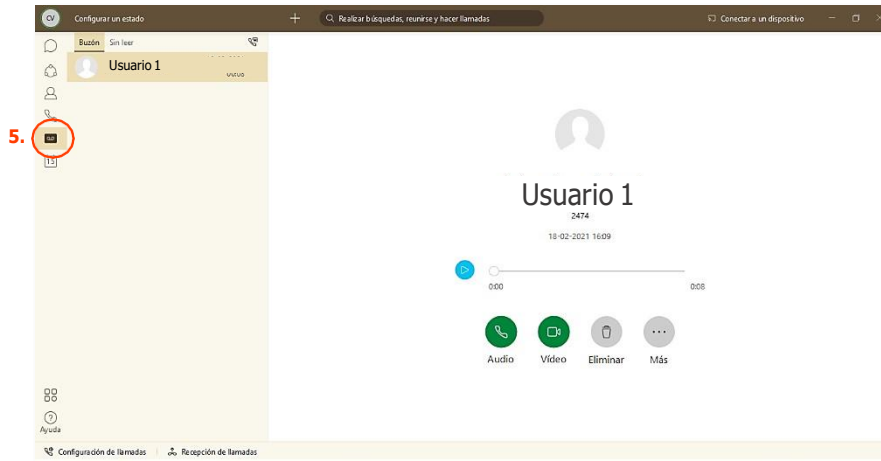 CV Configurar un estado
Realizar búsquedas, reunirse y hacer llamadas
Conectar a un dispositivo
Buzón Sin leer
Usuario 1
5.
15
Usuario 1
2474
18-02-2021 16:09
0:00 0:08
Audio Vídeo Eliminar Más
Ayuda
Configuración de llamadas Recepción de llamadas